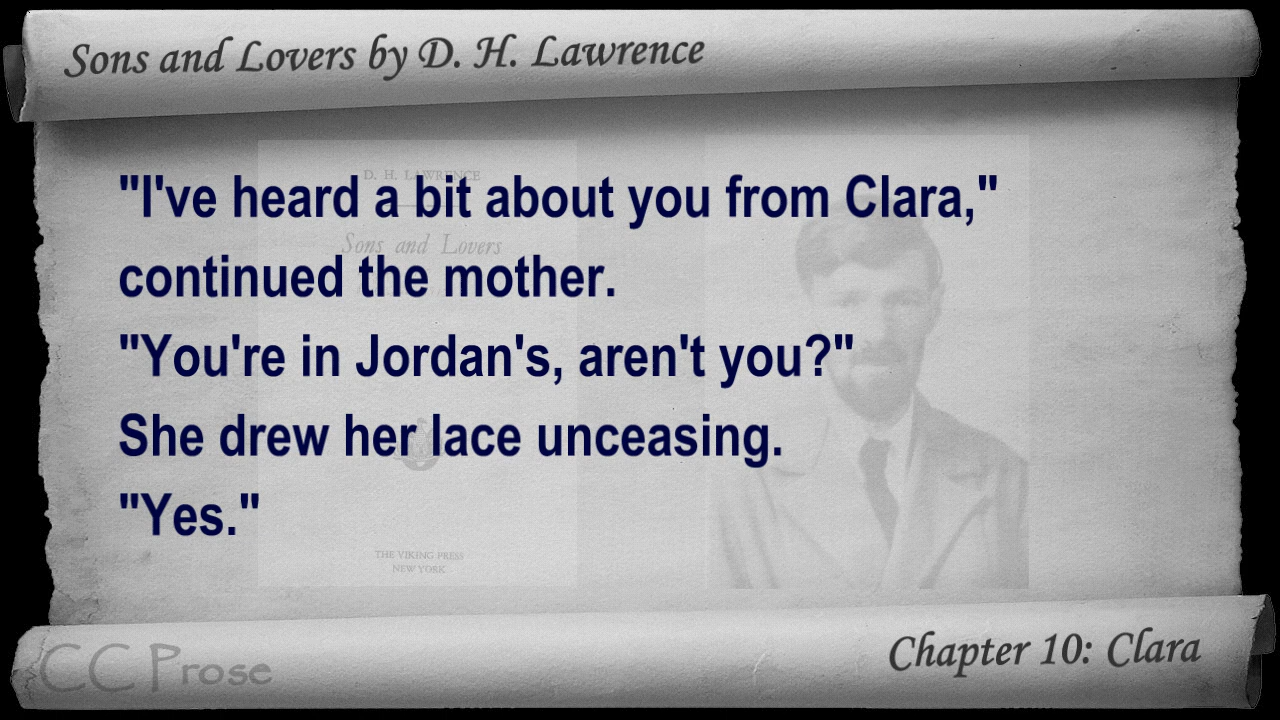 Sons and Lovers by D. H. Lawrence
D. H. LAWRENCE
"I've heard a bit about you from Clara,"
Sons and Lovers
continued the mother.
"You're in Jordan's, aren't you?"
She drew her lace unceasing.
"Yes."
THE VIKING PRESS
NEW YORK
Chapter 10: Clara
CC Prose